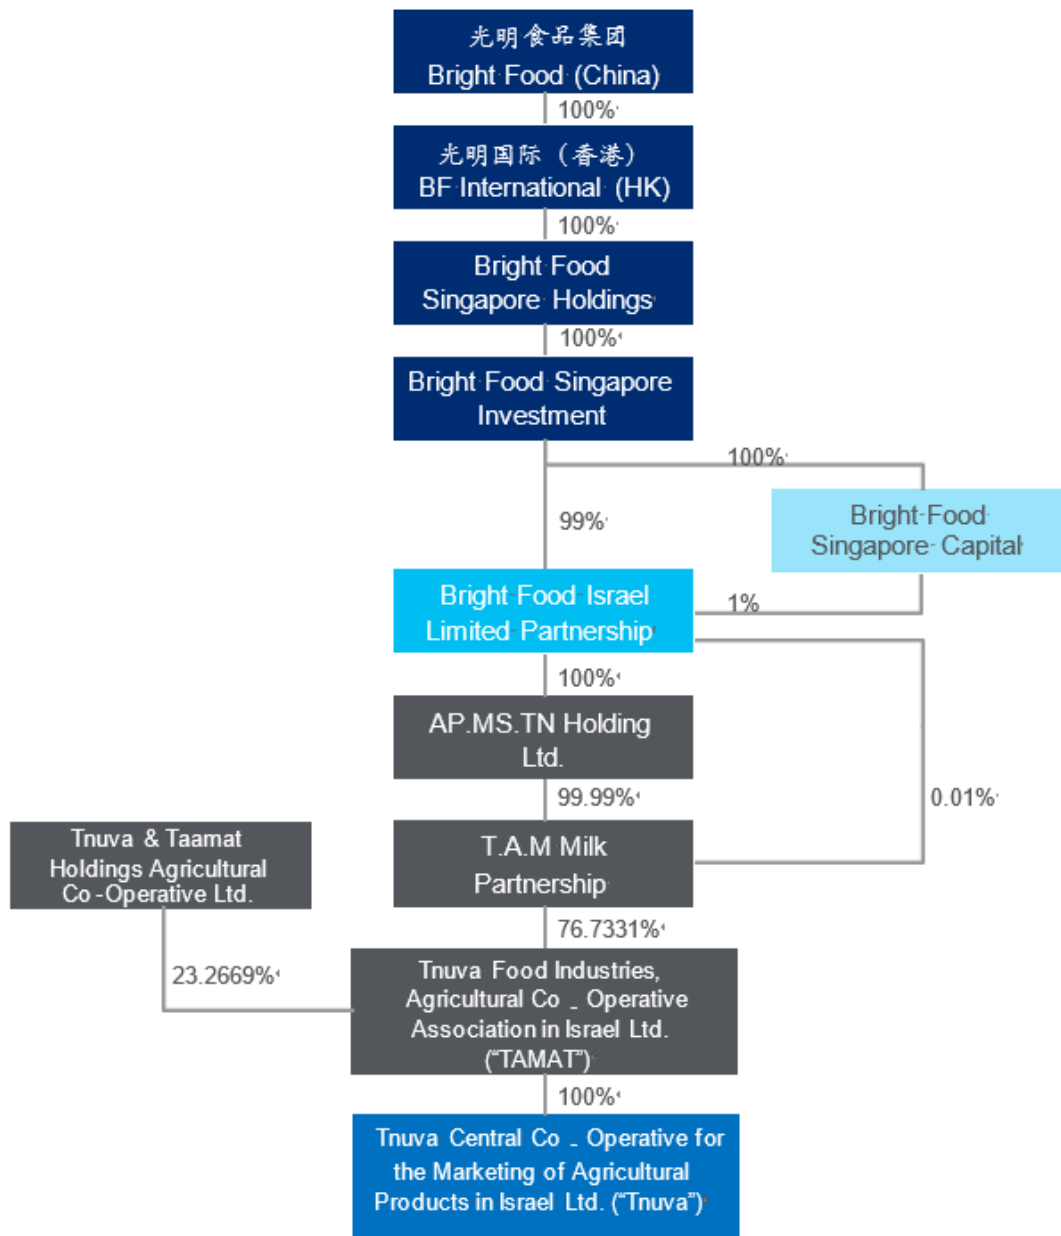 光明食品集团
Bright Food (China)
100%
光明国际（香港）
BF International (HK)
100%
Bright Food
Singapore Holdings
100%
Bright Food Singapore
Investment
100%
99%
Bright Food
Singapore Capital
Bright Food Israel
Limited Partnership
1%
100%
AP.MS.TN Holding
Ltd.
99.99%
0.01%
Tnuva & Taamat
Holdings Agricultural
Co -Operative Ltd.
T.A.M Milk
Partnership
76.7331%
23.2669%
Tnuva Food Industries,
Agricultural Co - Operative
Association in Israel Ltd.
(“TAMAT”)
100%
Tnuva Central Co - Operative for
the Marketing of Agricultural
Products in Israel Ltd. (“Tnuva”)